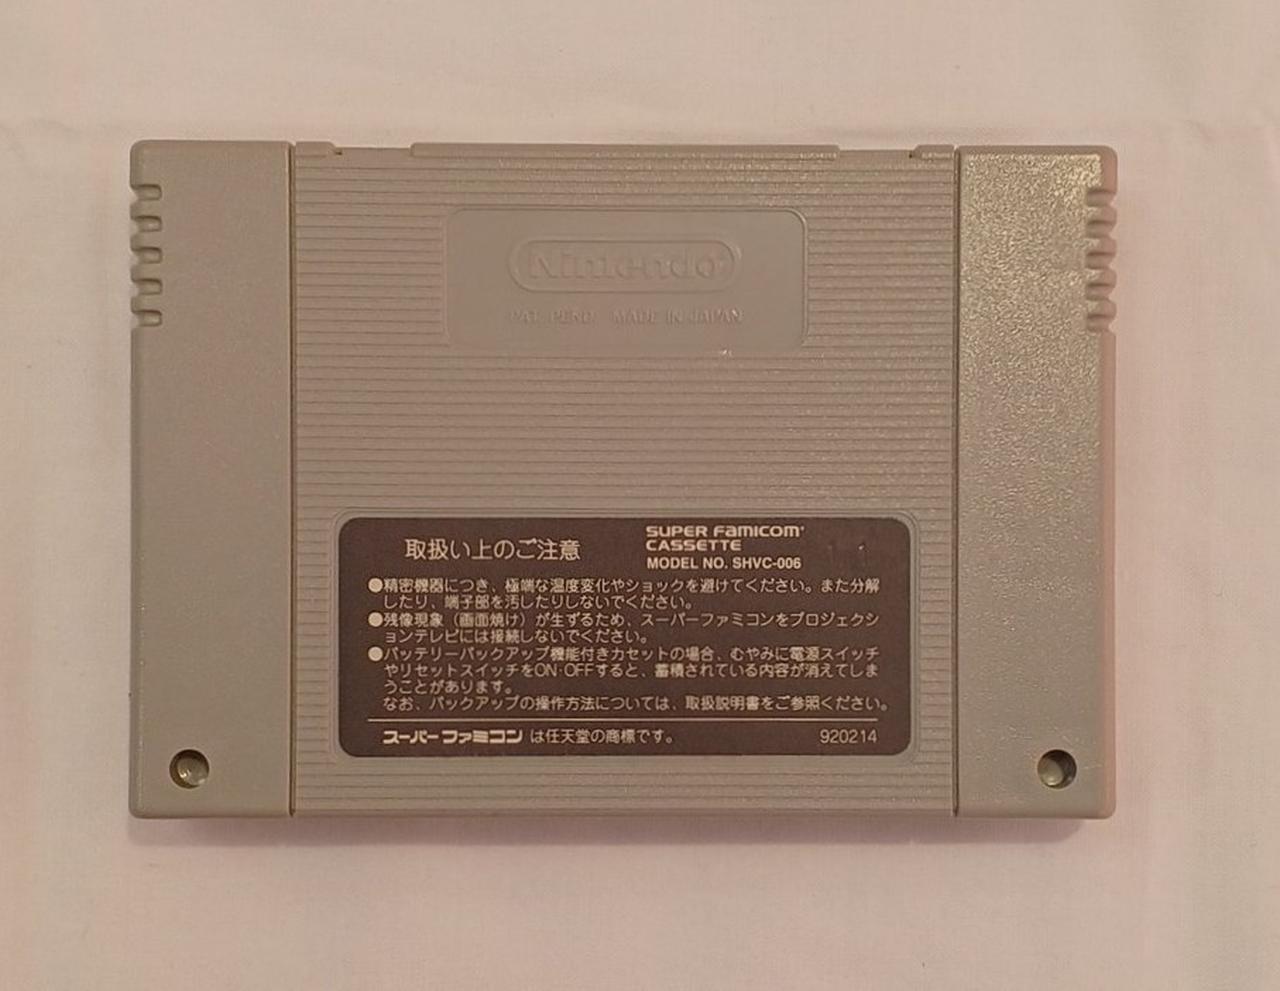 Nintendo
PAT. PEND. MADE IN JAPAN
取扱い上のご注意
SUPER FAMICOM
CASSETTE
MODEL NO. SHVC-006
●精密機器につき、極端な温度変化やショックを避けてください。また分解
したり、端子部を汚したりしないでください。
●残像現象（画面焼け）が生ずるため、スーパーファミコンをプロジェクシ
ョンテレビには接続しないでください。
●バッテリーバックアップ機能付きカセットの場合、むやみに電源スイッチ
やリセットスイッチをON・OFFすると、蓄積されている内容が消えてしま
うことがあります。
なお、バックアップの操作方法については、取扱説明書をご参照ください。
スーパーファミコン は任天堂の商標です。
920214